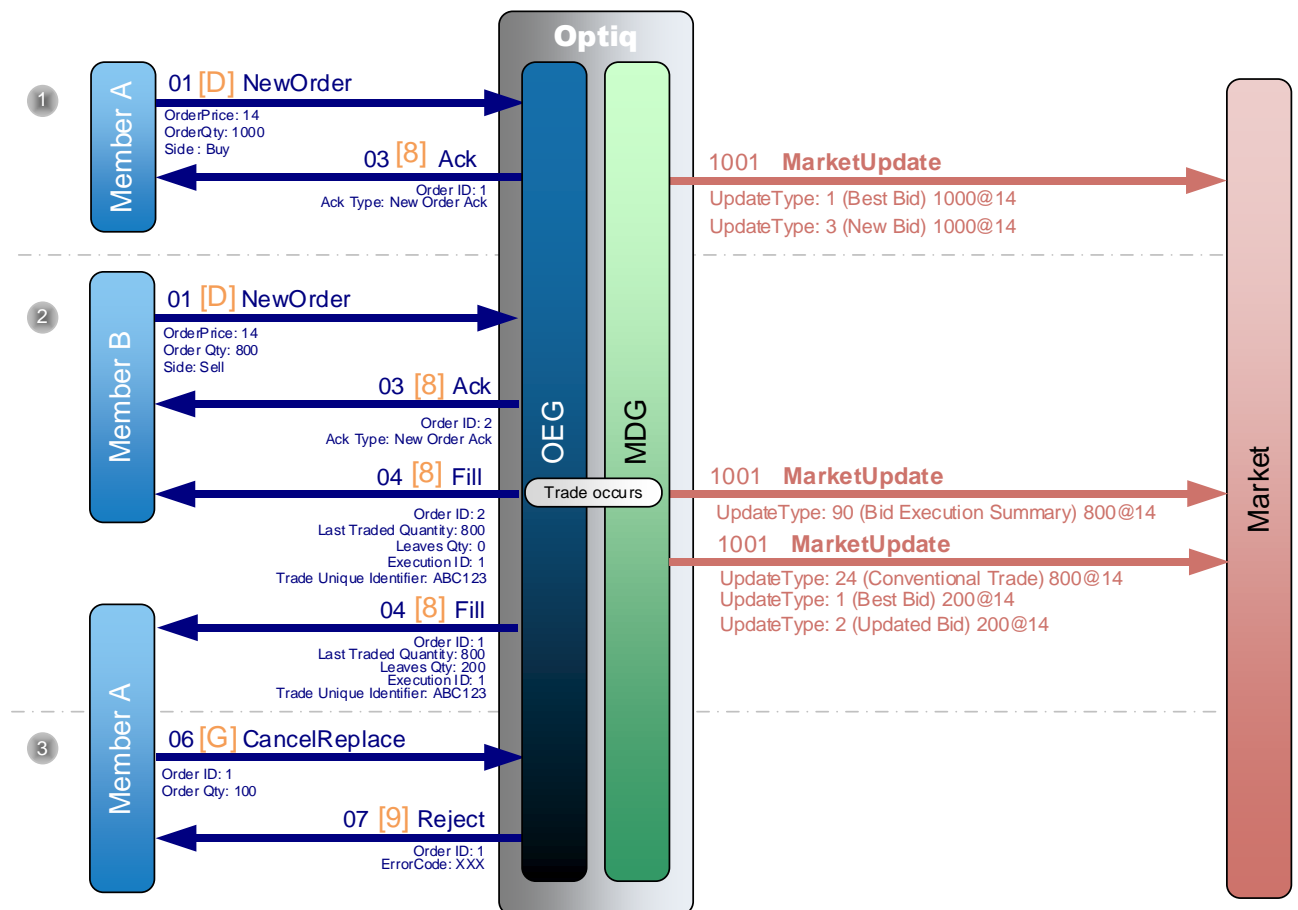 Optiq
1
Member A
01 [D] NewOrder
OrderPrice: 14
OrderQty: 1000
Side : Buy
03 [8] Ack
Order ID: 1
Ack Type: New Order Ack
1001 MarketUpdate
UpdateType: 1 (Best Bid) 1000@14
UpdateType: 3 (New Bid) 1000@14
2
Member B
01 [D] NewOrder
OrderPrice: 14
Order Qty: 800
Side: Sell
03 [8] Ack
Order ID: 2
Ack Type: New Order Ack
OEG
MDG
Market
04 [8] Fill
Trade occurs
Order ID: 2
Last Traded Quantity: 800
Leaves Qty: 0
Execution ID: 1
Trade Unique Identifier: ABC123
1001 MarketUpdate
UpdateType: 90 (Bid Execution Summary) 800@14
1001 MarketUpdate
UpdateType: 24 (Conventional Trade) 800@14
UpdateType: 1 (Best Bid) 200@14
UpdateType: 2 (Updated Bid) 200@14
Member A
04 [8] Fill
Order ID: 1
Last Traded Quantity: 800
Leaves Qty: 200
Execution ID: 1
Trade Unique Identifier: ABC123
3
06 [G] CancelReplace
Order ID: 1
Order Qty: 100
07 [9] Reject
Order ID: 1
ErrorCode: XXX